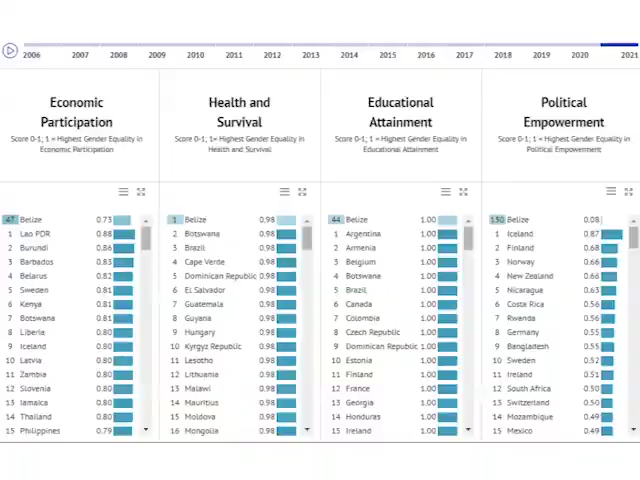 2006 2007 2008 2009 2010 2011 2012 2013 2014 2015 2016 2017 2018 2019 2020 2021
Economic
Participation
Score 0-1; 1 = Highest Gender Equality in
Economic Participation
47 Belize 0.73
1 Lao PDR 0.88
2 Burundi 0.86
3 Barbados 0.83
4 Belarus 0.82
5 Sweden 0.81
6 Kenya 0.81
7 Botswana 0.81
8 Liberia 0.80
9 Iceland 0.80
10 Latvia 0.80
11 Zambia 0.80
12 Slovenia 0.80
13 Jamaica 0.80
14 Thailand 0.80
15 Philippines 0.79
Health and
Survival
Score 0-1; 1= Highest Gender Equality in
Health and Survival
1 Belize 0.98
2 Botswana 0.98
3 Brazil 0.98
4 Cape Verde 0.98
5 Dominican Republic 0.98
6 El Salvador 0.98
7 Guatemala 0.98
8 Guyana 0.98
9 Hungary 0.98
10 Kyrgyz Republic 0.98
11 Lesotho 0.98
12 Lithuania 0.98
13 Malawi 0.98
14 Mauritius 0.98
15 Moldova 0.98
16 Mongolia 0.98
Educational
Attainment
Score 0-1; 1 = Highest Gender Equality in
Educational Attainment
44 Belize 1.00
1 Argentina 1.00
2 Armenia 1.00
3 Belgium 1.00
4 Botswana 1.00
5 Brazil 1.00
6 Canada 1.00
7 Colombia 1.00
8 Czech Republic 1.00
9 Dominican Republic 1.00
10 Estonia 1.00
11 Finland 1.00
12 France 1.00
13 Georgia 1.00
14 Honduras 1.00
15 Ireland 1.00
Political
Empowerment
Score 0-1; 1 = Highest Gender Equality in
Political Empowerment
130 Belize 0.08
1 Iceland 0.87
2 Finland 0.68
3 Norway 0.66
4 New Zealand 0.66
5 Nicaragua 0.63
6 Costa Rica 0.56
7 Rwanda 0.56
8 Germany 0.55
9 Bangladesh 0.55
10 Sweden 0.52
11 Ireland 0.51
12 South Africa 0.50
13 Switzerland 0.50
14 Mozambique 0.49
15 Mexico 0.49